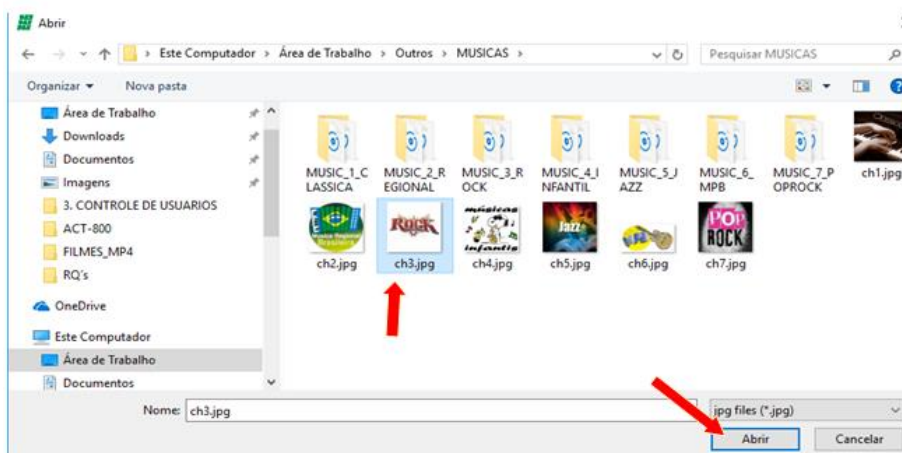 Abrir
Este Computador > Área de Trabalho > Outros > MUSICAS >
Pesquisar MUSICAS
Organizar
Nova pasta
Área de Trabalho
Downloads
Documentos
Imagens
3. CONTROLE DE USUARIOS
ACT-800
FILMES_MP4
RQ's
OneDrive
Este Computador
Área de Trabalho
Documentos
MUSIC_1_C
LASSICA
MUSIC_2_R
EGIONAL
MUSIC_3_R
OCK
MUSIC_4_I
NFANTIL
MUSIC_5_J
AZZ
MUSIC_6_
MPB
MUSIC_7_P
OPROCK
ch1.jpg
Brasileira
ch2.jpg
ROCK
ch3.jpg
músicas
infantis
ch4.jpg
Jazz
ch5.jpg
ch6.jpg
POP
ROCK
ch7.jpg
Nome:
ch3.jpg
jpg files (*.jpg)
Abrir
Cancelar